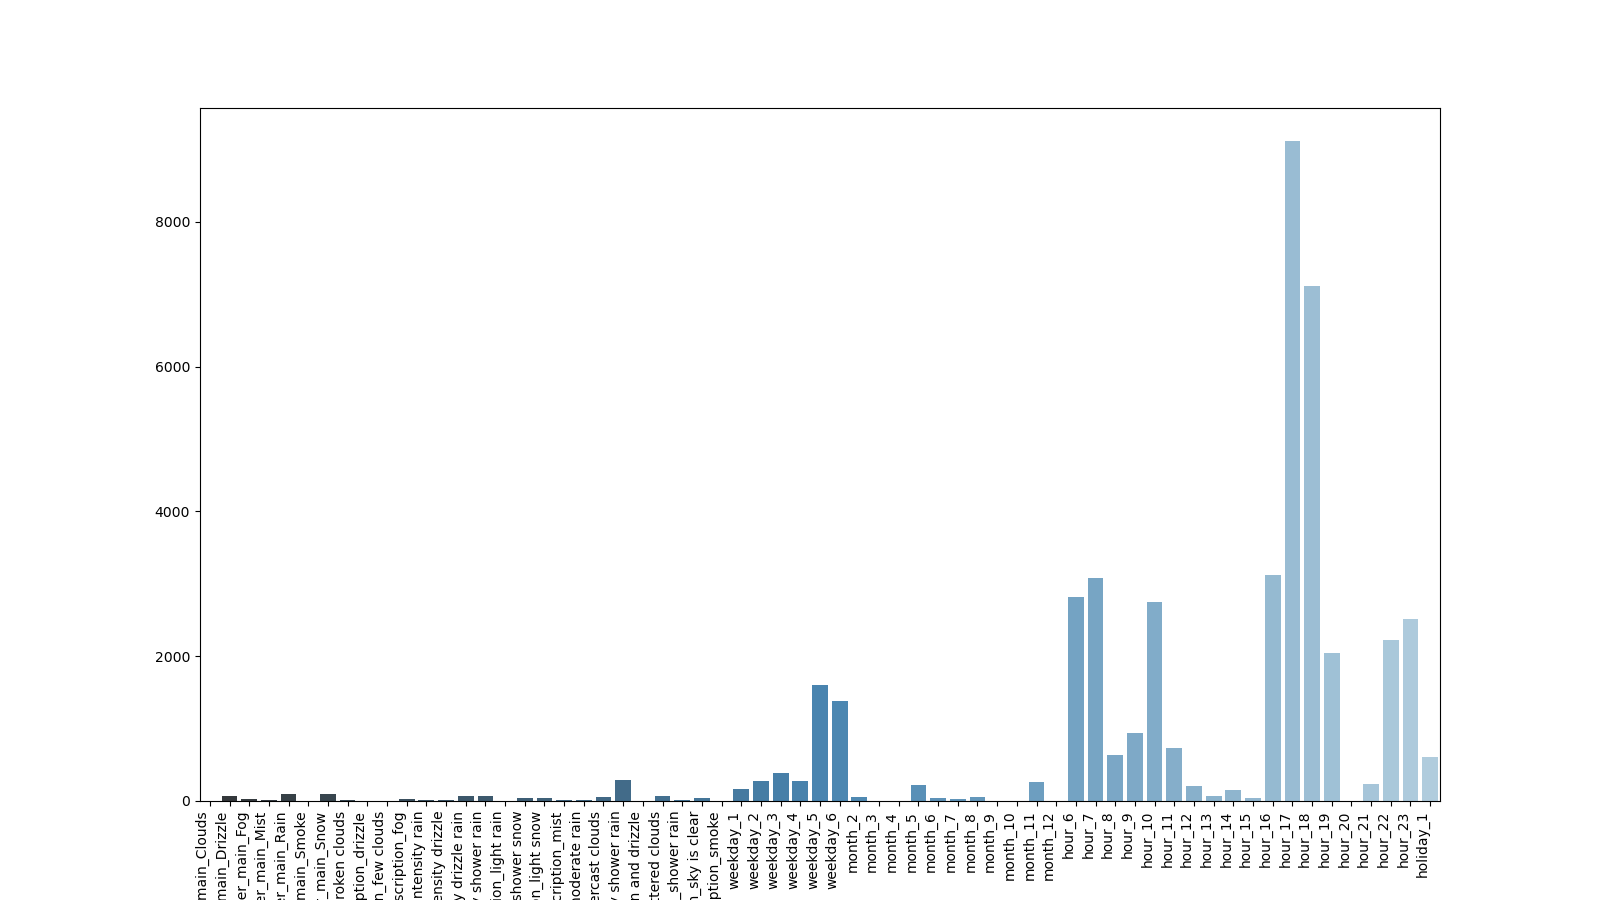 8000
6000
4000
2000
0
main_Clouds
main_Drizzle
er_main_Fog
er_main_Mist
er_main_Rain
main_Smoke
_main_Snow
roken clouds
ption_drizzle
n_few clouds
scription_fog
ntensity rain
ensity drizzle
y drizzle rain
shower rain
ion_light rain
shower snow
n_light snow
cription_mist
noderate rain
ercast clouds
y shower rain
n and drizzle
ttered clouds
_shower rain
n_sky is clear
ption_smoke
weekday_1
weekday_2
weekday_3
weekday_4
weekday_5
weekday_6
month_2
month_3
month_4
month_5
month_6
month_7
month_8
month_9
month_10
month_11
month_12
hour_6
hour_7
hour_8
hour_9
hour_10
hour_11
hour_12
hour_13
hour_14
hour_15
hour_16
hour_17
hour_18
hour_19
hour_20
hour_21
hour_22
hour_23
holiday_1